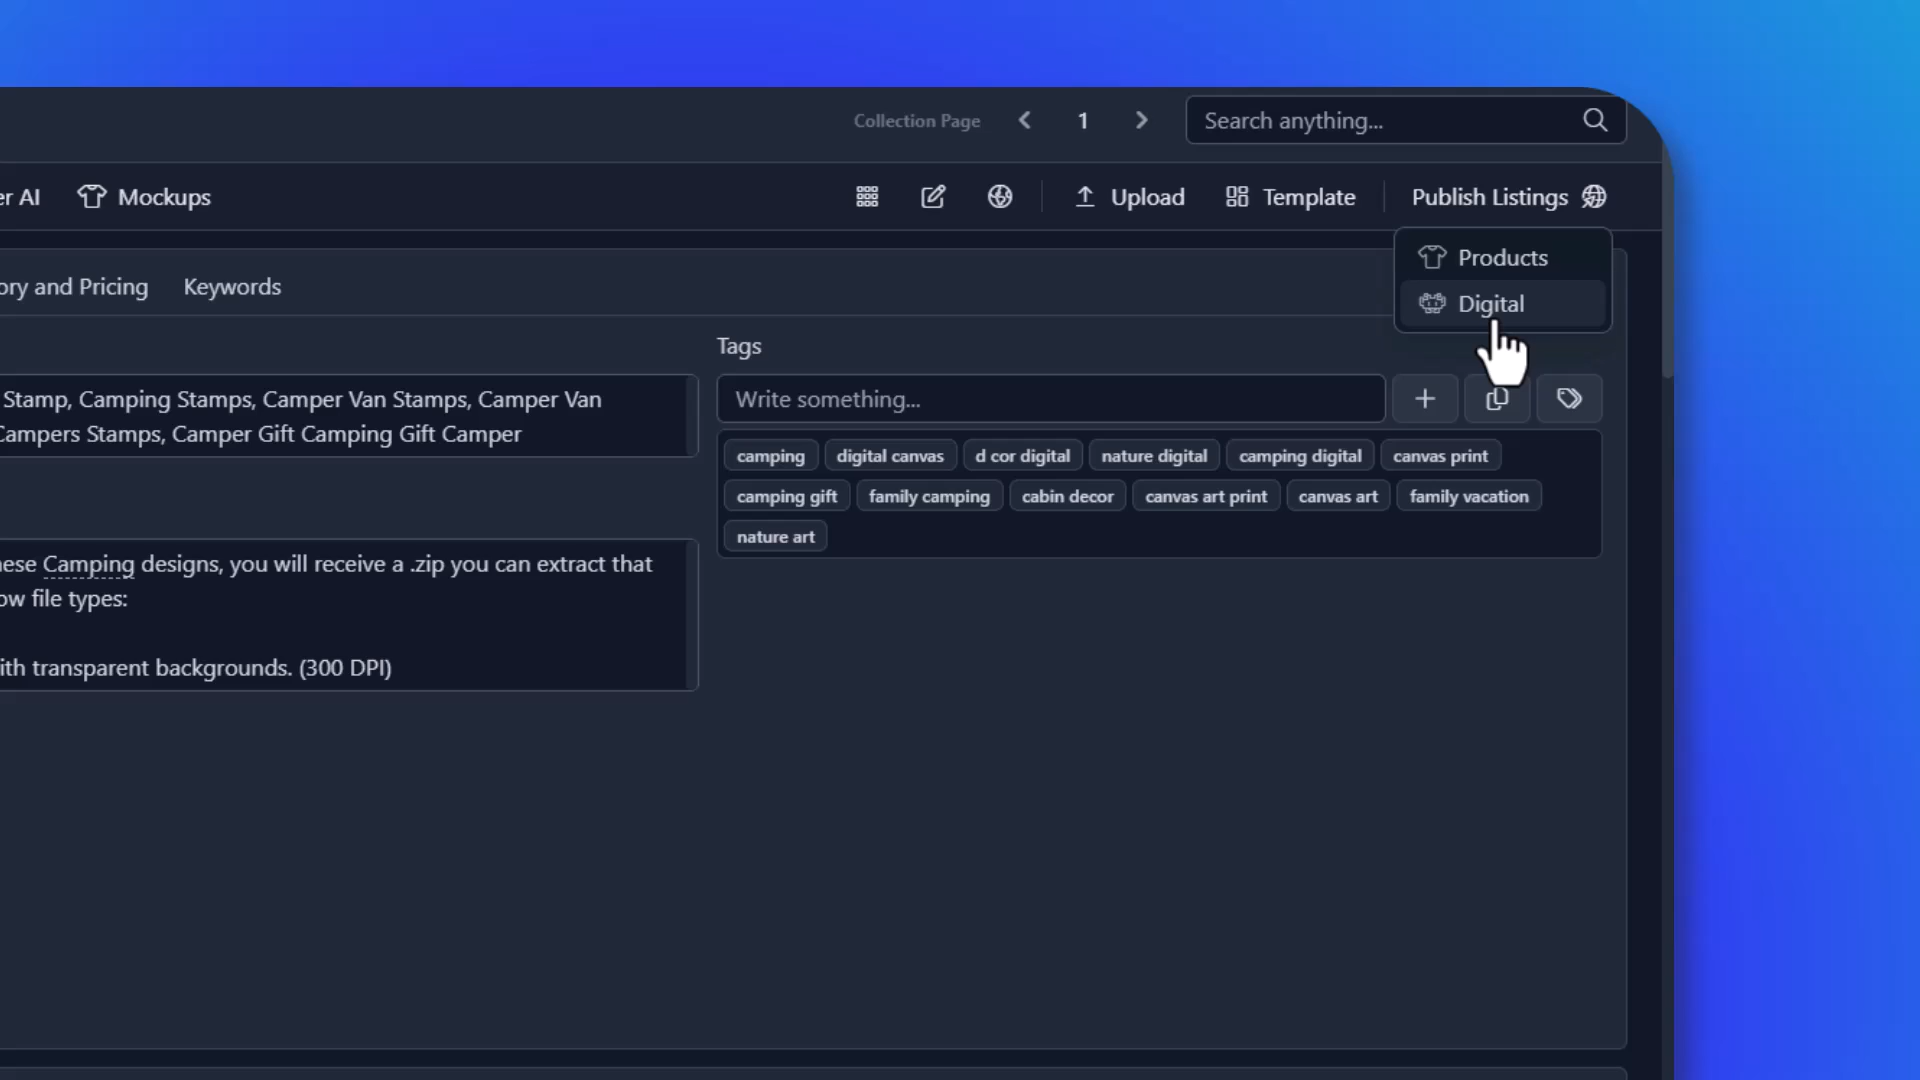 Collection Page 1 Search anything...
er AI Mockups Upload Template Publish Listings
Products
Digital
ory and Pricing Keywords
Tags
Stamp, Camping Stamps, Camper Van Stamps, Camper Van
Campers Stamps, Camper Gift Camping Gift Camper
Write something...
camping digital canvas d cor digital nature digital camping digital canvas print
camping gift family camping cabin decor canvas art print canvas art family vacation
nature art
ese Camping designs, you will receive a .zip you can extract that
ow file types:
ith transparent backgrounds. (300 DPI)